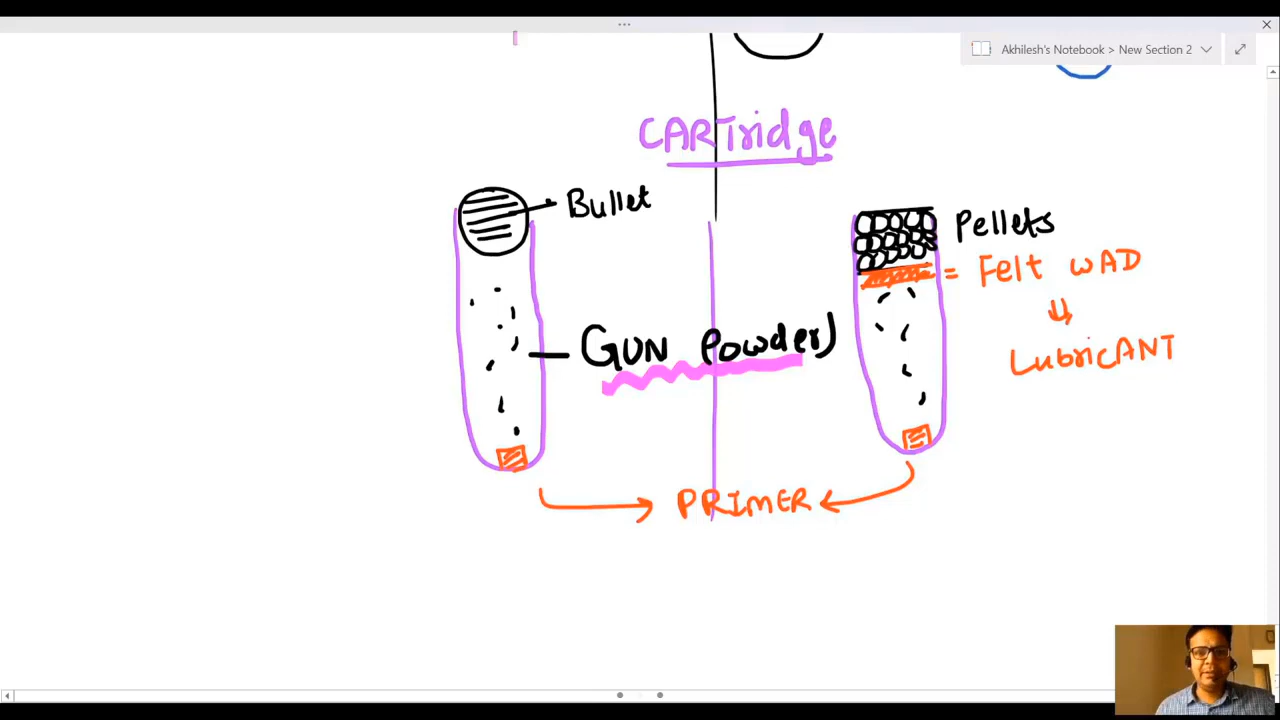 Akhilesh's Notebook > New Section 2
CARTridge
Bullet
Pellets
= Felt WAD
LubricANT
GUN Powder)
PRIMER